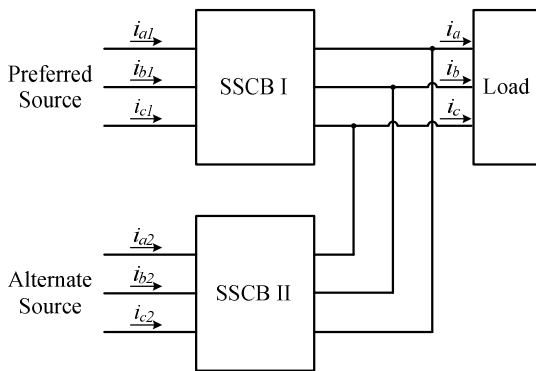 i_a1
i_b1
i_c1
Preferred
Source
SSCB I
i_a
i_b
i_c
Load
i_a2
i_b2
i_c2
Alternate
Source
SSCB II